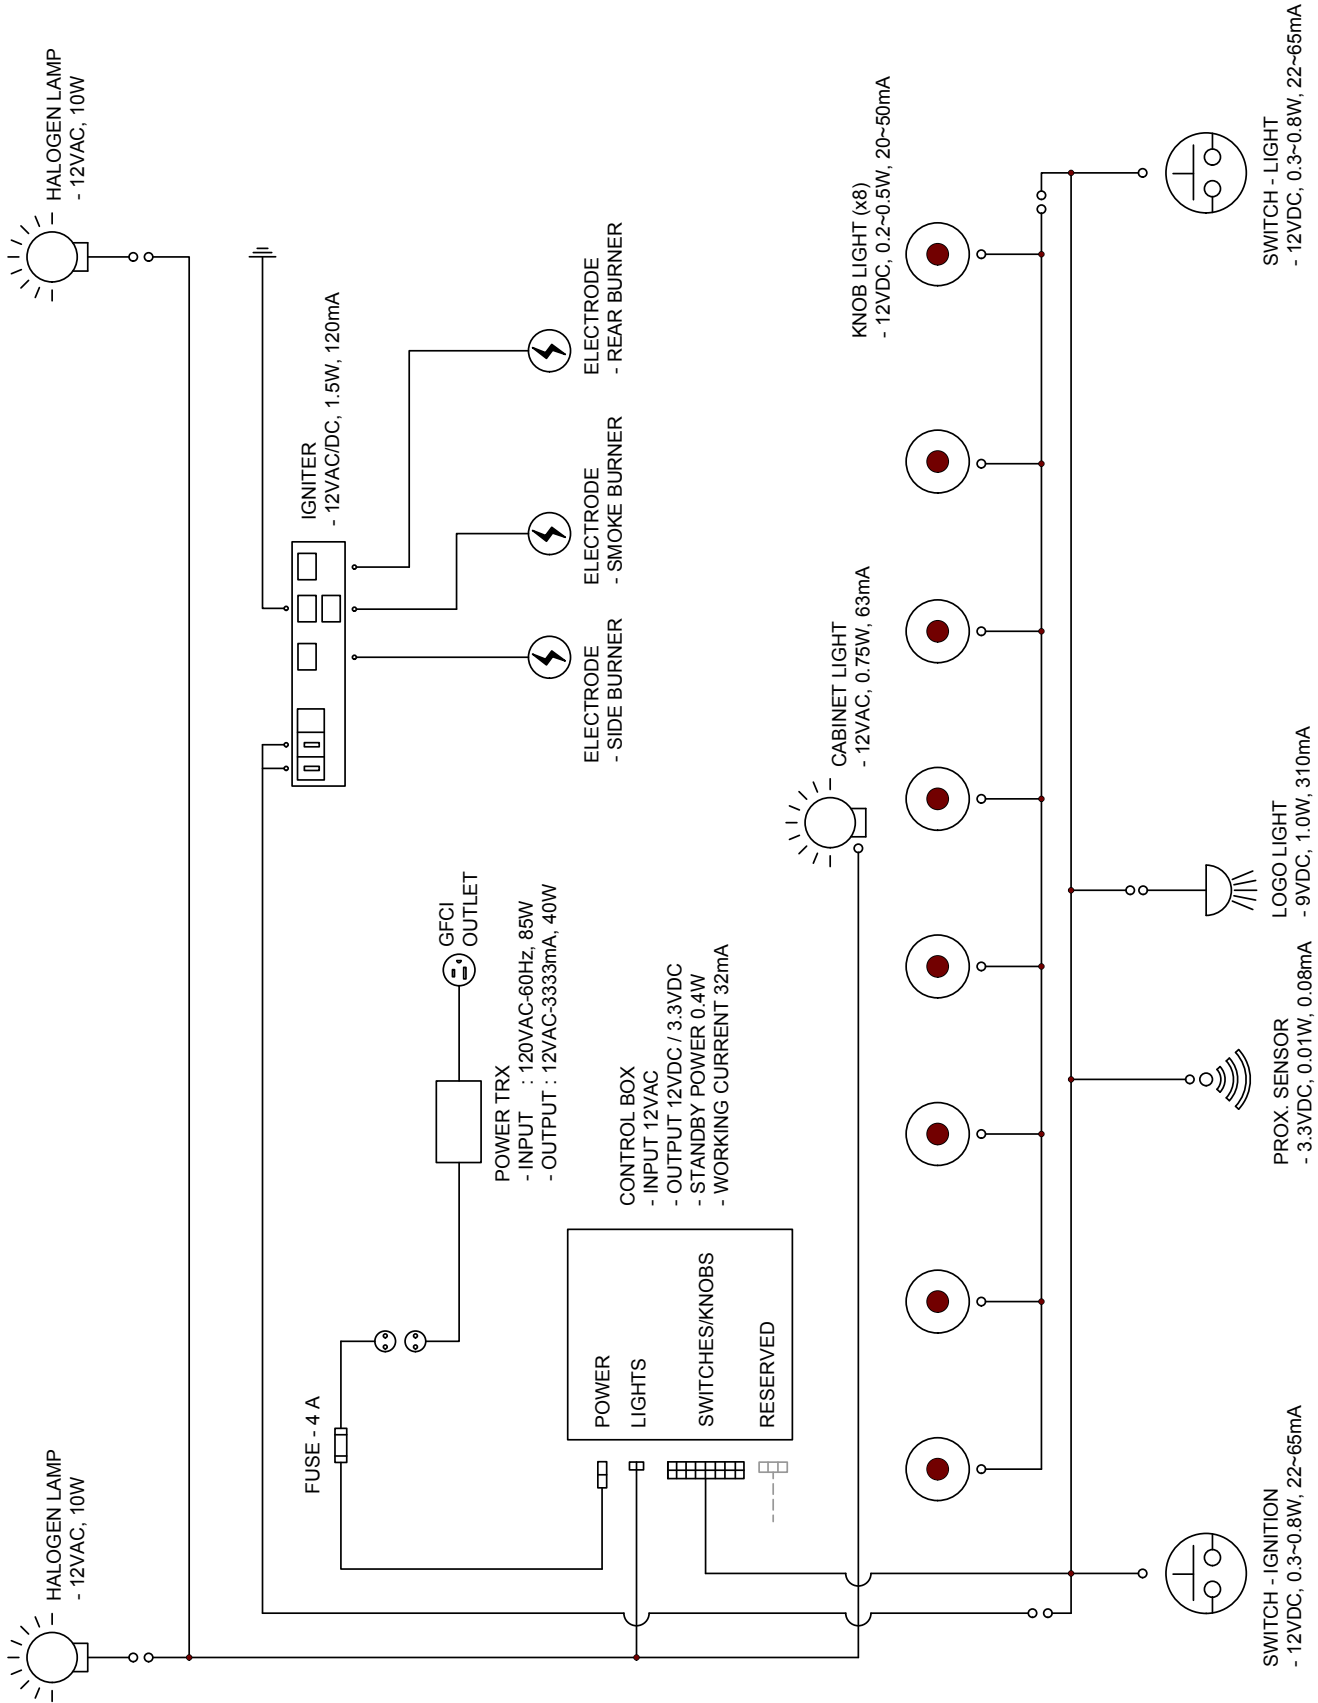 HALOGEN LAMP
- 12VAC, 10W
HALOGEN LAMP
- 12VAC, 10W
FUSE - 4 A
IGNITER
- 12VAC/DC, 1.5W, 120mA
GFCI
OUTLET
POWER TRX
- INPUT : 120VAC-60Hz, 85W
- OUTPUT : 12VAC-3333mA, 40W
ELECTRODE
- SIDE BURNER
ELECTRODE
- SMOKE BURNER
ELECTRODE
- REAR BURNER
CONTROL BOX
- INPUT 12VAC
- OUTPUT 12VDC / 3.3VDC
- STANDBY POWER 0.4W
- WORKING CURRENT 32mA
POWER
LIGHTS
SWITCHES/KNOBS
RESERVED
CABINET LIGHT
- 12VAC, 0.75W, 63mA
KNOB LIGHT (x8)
- 12VDC, 0.2~0.5W, 20~50mA
SWITCH - IGNITION
- 12VDC, 0.3~0.8W, 22~65mA
PROX. SENSOR
- 3.3VDC, 0.01W, 0.08mA
LOGO LIGHT
- 9VDC, 1.0W, 310mA
SWITCH - LIGHT
- 12VDC, 0.3~0.8W, 22~65mA